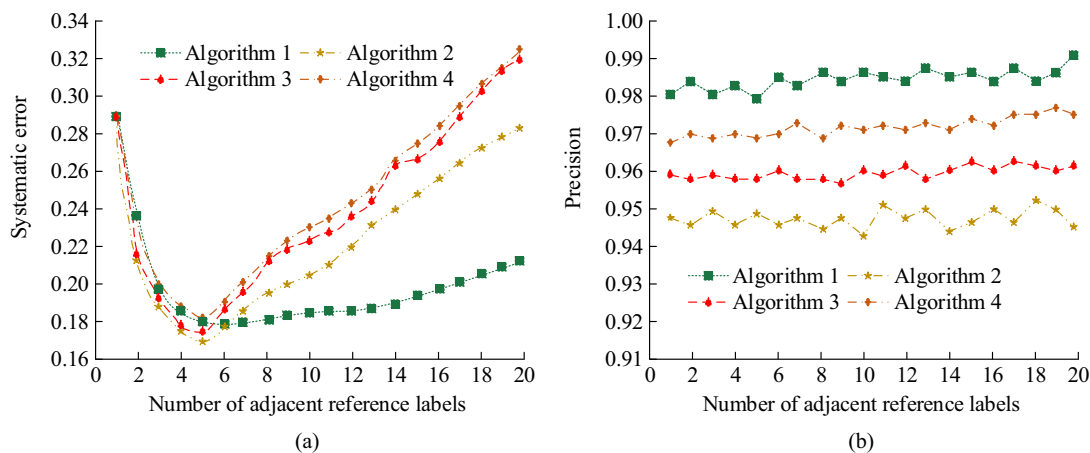 0.34
0.32
0.30
0.28
0.26
0.24
0.22
0.20
0.18
0.16
Systematic error
Algorithm 1
Algorithm 2
Algorithm 3
Algorithm 4
0 2 4 6 8 10 12 14 16 18 20
Number of adjacent reference labels
(a)
1.00
0.99
0.98
0.97
0.96
0.95
0.94
0.93
0.92
0.91
Precision
Algorithm 1
Algorithm 2
Algorithm 3
Algorithm 4
0 2 4 6 8 10 12 14 16 18 20
Number of adjacent reference labels
(b)